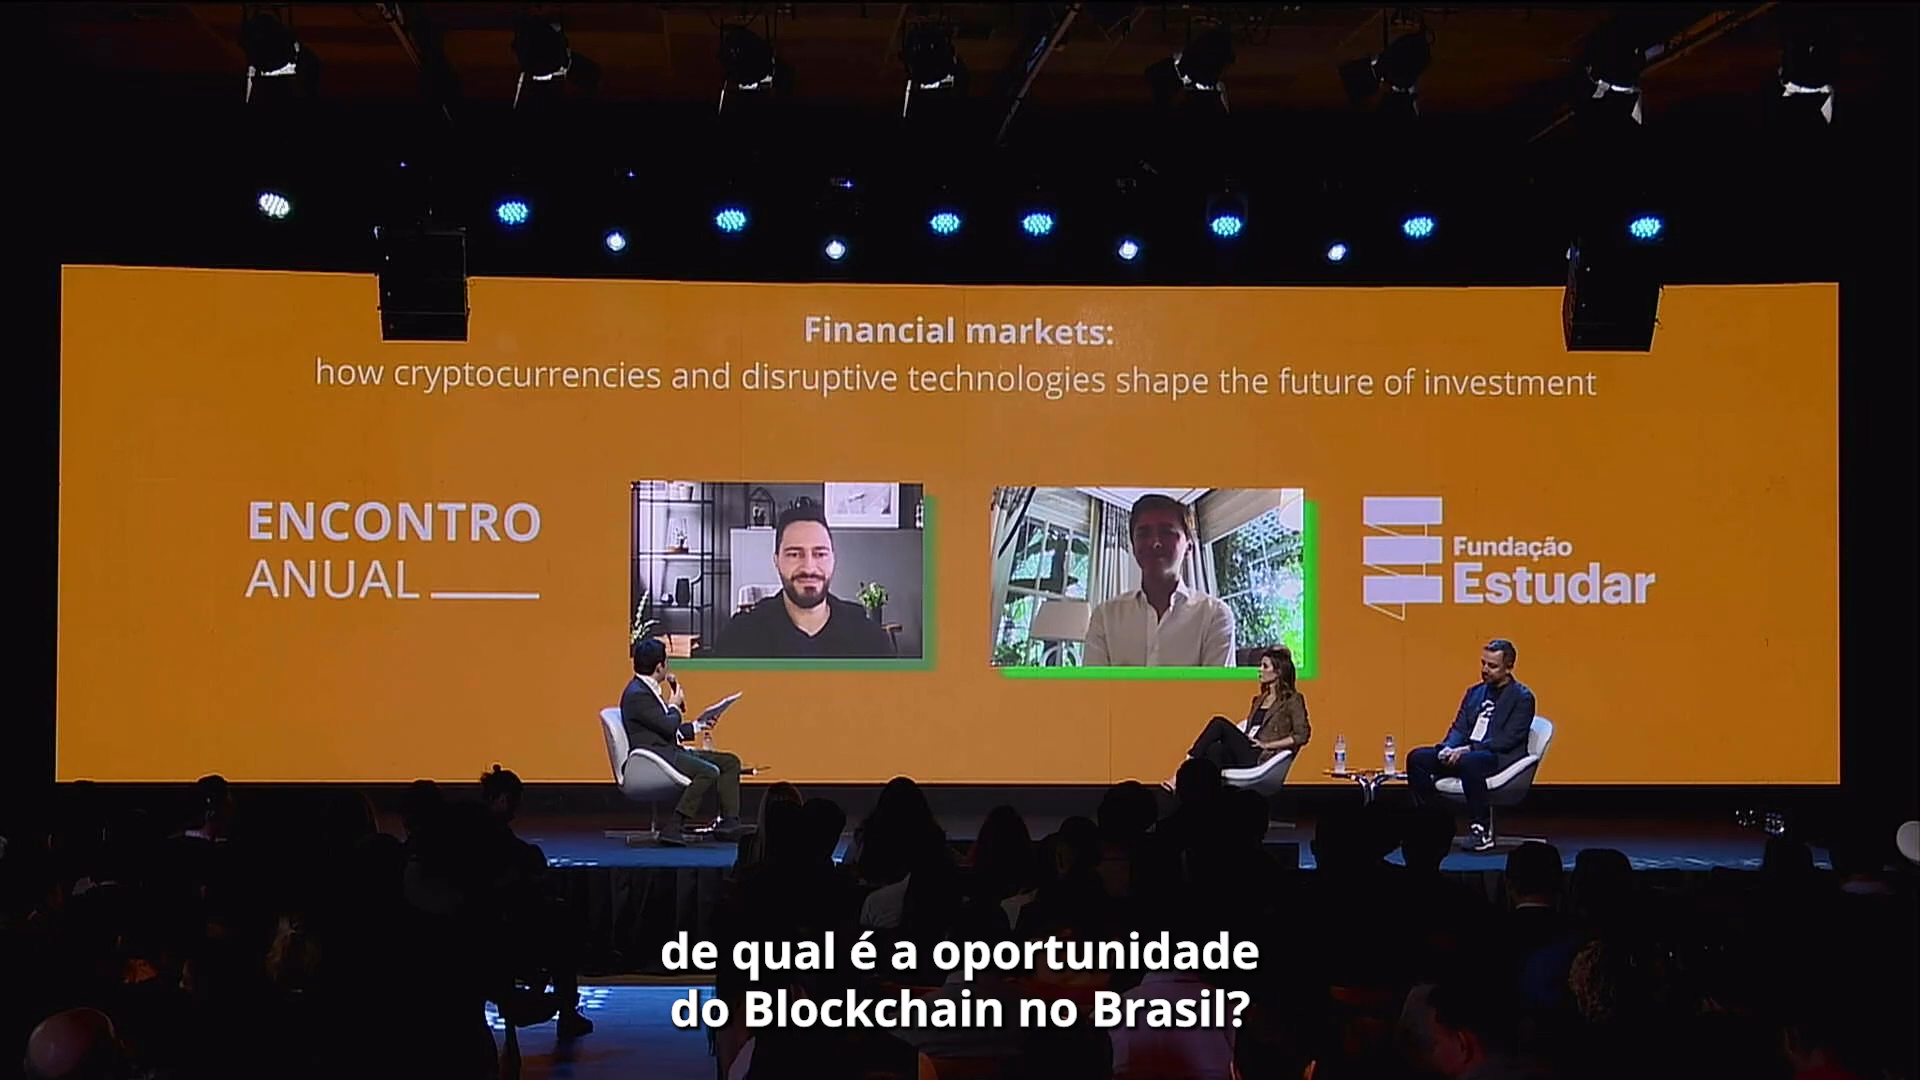 Financial markets:
how cryptocurrencies and disruptive technologies shape the future of investment
ENCONTRO
ANUAL
Fundação
Estudar
de qual é a oportunidade
do Blockchain no Brasil?